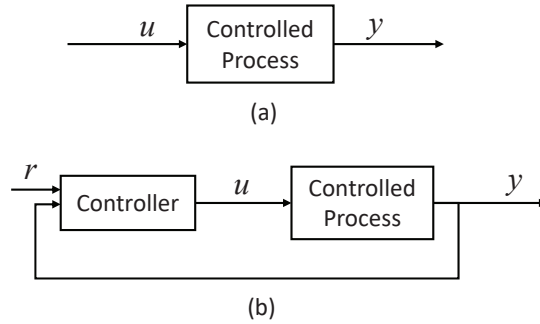 u
Controlled
Process
y
(a)
r
Controller
u
Controlled
Process
y
(b)